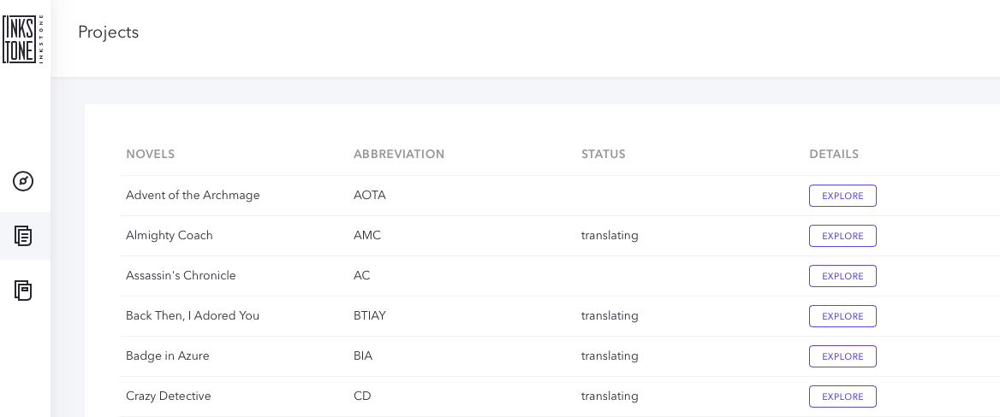 INKS
TONE
INKSTONE
Projects
NOVELS ABBREVIATION STATUS DETAILS
Advent of the Archmage AOTA EXPLORE
Almighty Coach AMC translating EXPLORE
Assassin's Chronicle AC EXPLORE
Back Then, I Adored You BTIAY translating EXPLORE
Badge in Azure BIA translating EXPLORE
Crazy Detective CD translating EXPLORE